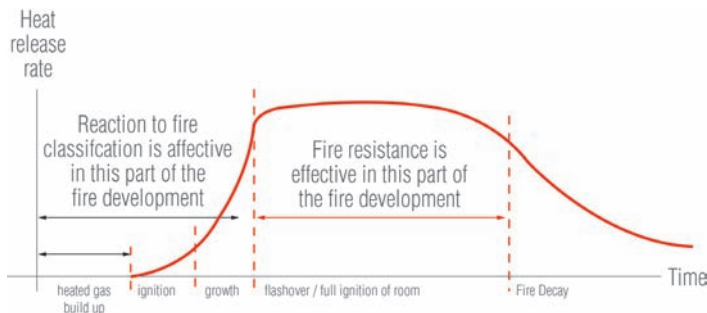 Heat
release
rate
Reaction to fire
classifcation is affective
in this part of the
fire development
Fire resistance is
effective in this part of
the fire development
Time
heated gas
build up
ignition
growth
flashover / full ignition of room
Fire Decay